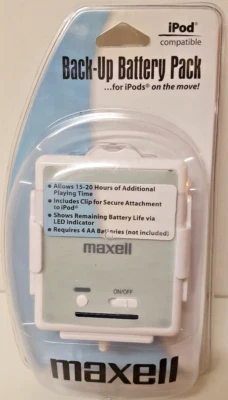 iPod®
compatible
Back-Up Battery Pack
...for iPods® on the move!
• Allows 15-20 Hours of Additional
Playing Time
• Includes Clip for Secure Attachment
to iPod®
• Shows Remaining Battery Life via
LED Indicator
• Requires 4 AA Batteries (not included)
maxell
ON/OFF
maxell